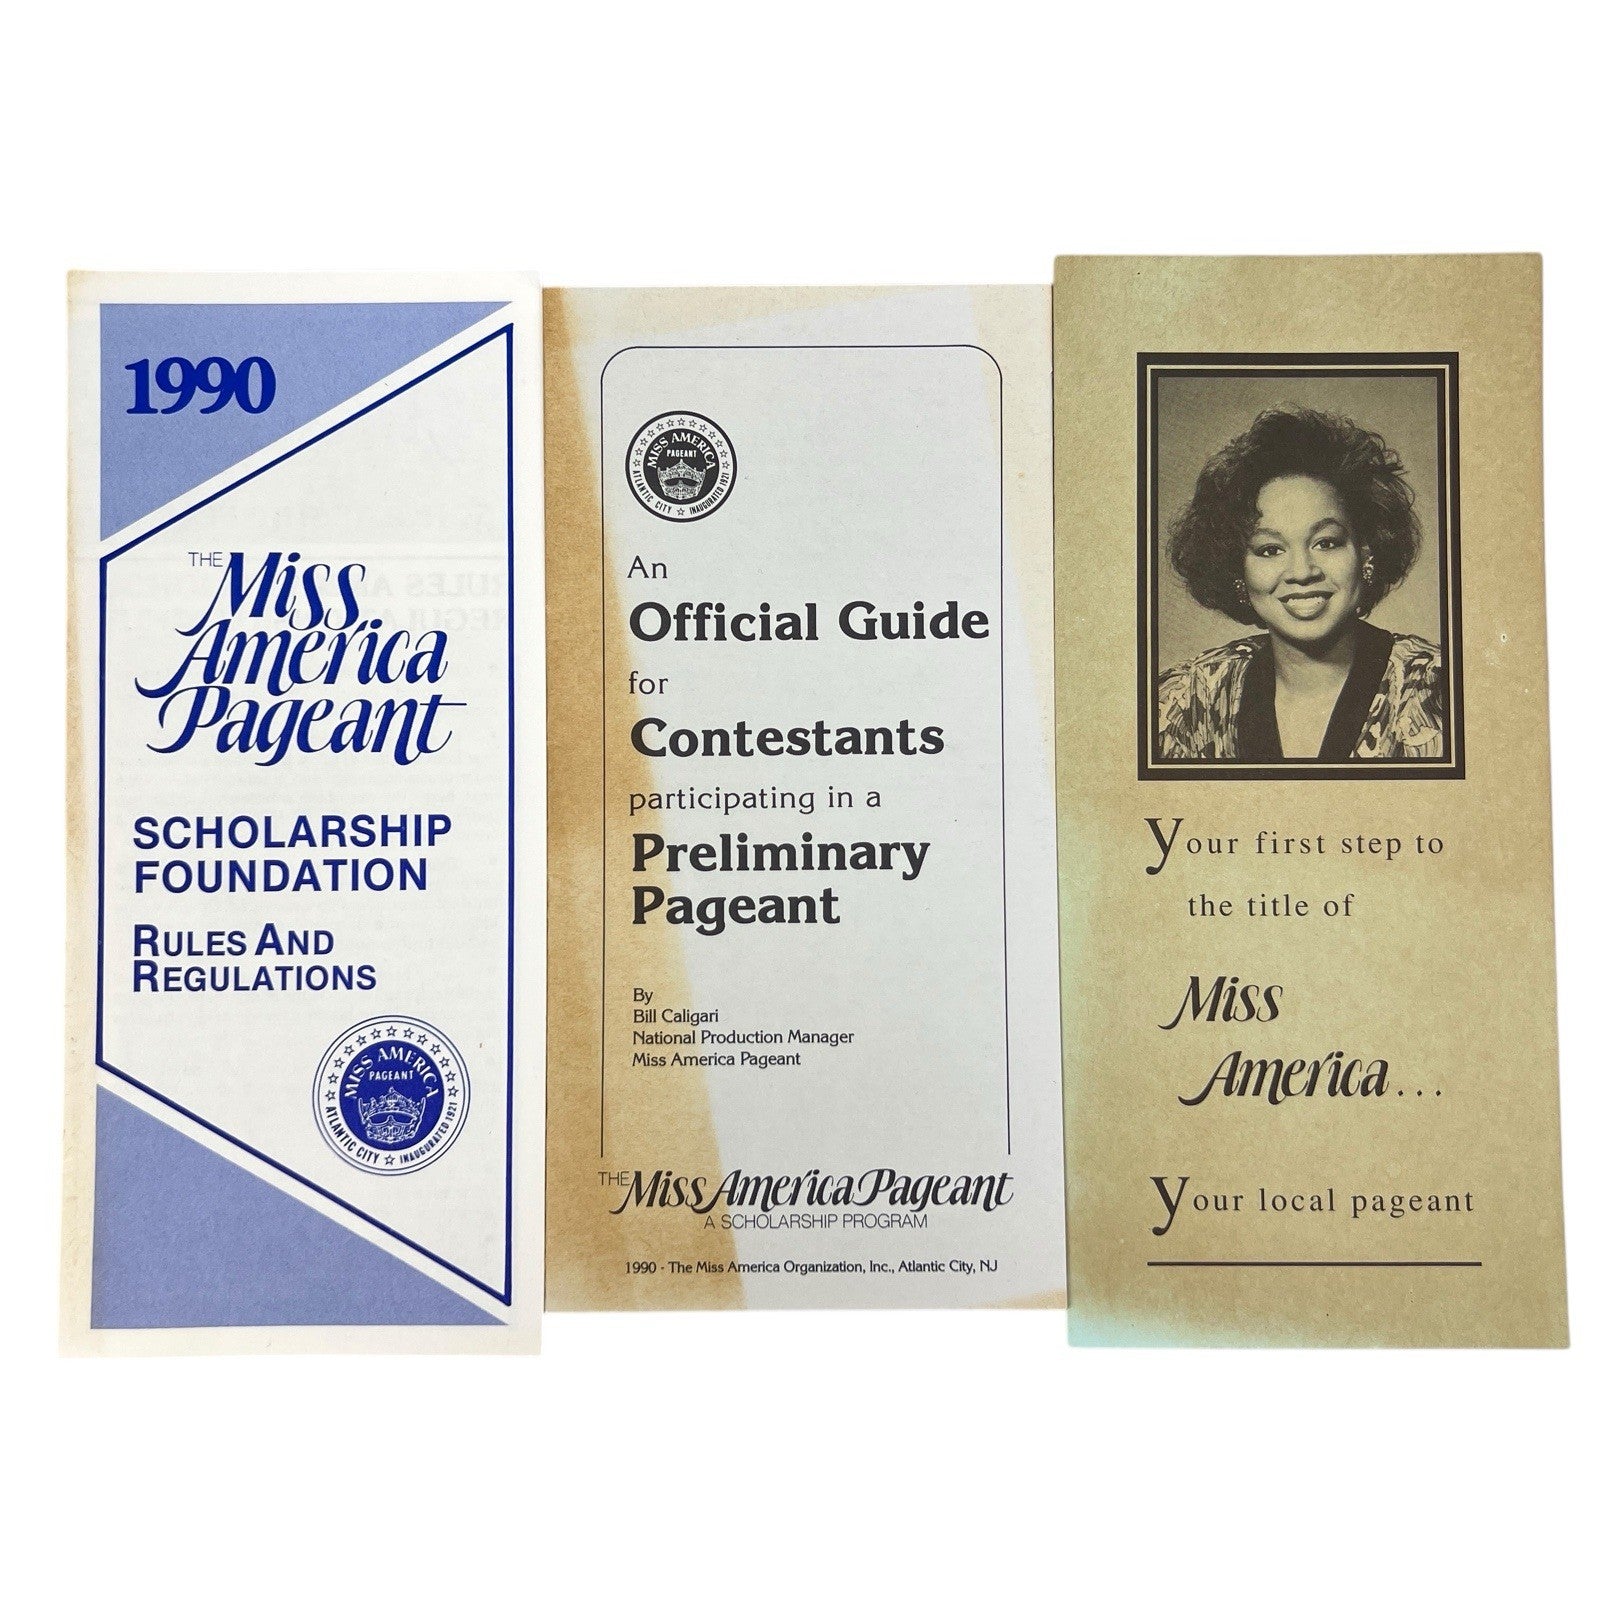 1990
THE Miss
America
Pageant
SCHOLARSHIP
FOUNDATION
RULES AND
REGULATIONS
MISS AMERICA
PAGEANT
ATLANTIC CITY ☆ INAUGURATED 1921
MISS AMERICA
PAGEANT
ATLANTIC CITY ☆ INAUGURATED 1921
An
Official Guide
for
Contestants
participating in a
Preliminary
Pageant
By
Bill Caligari
National Production Manager
Miss America Pageant
THE Miss America Pageant
A SCHOLARSHIP PROGRAM
1990 - The Miss America Organization, Inc., Atlantic City, NJ
Your first step to
the title of
Miss
America...
Your local pageant